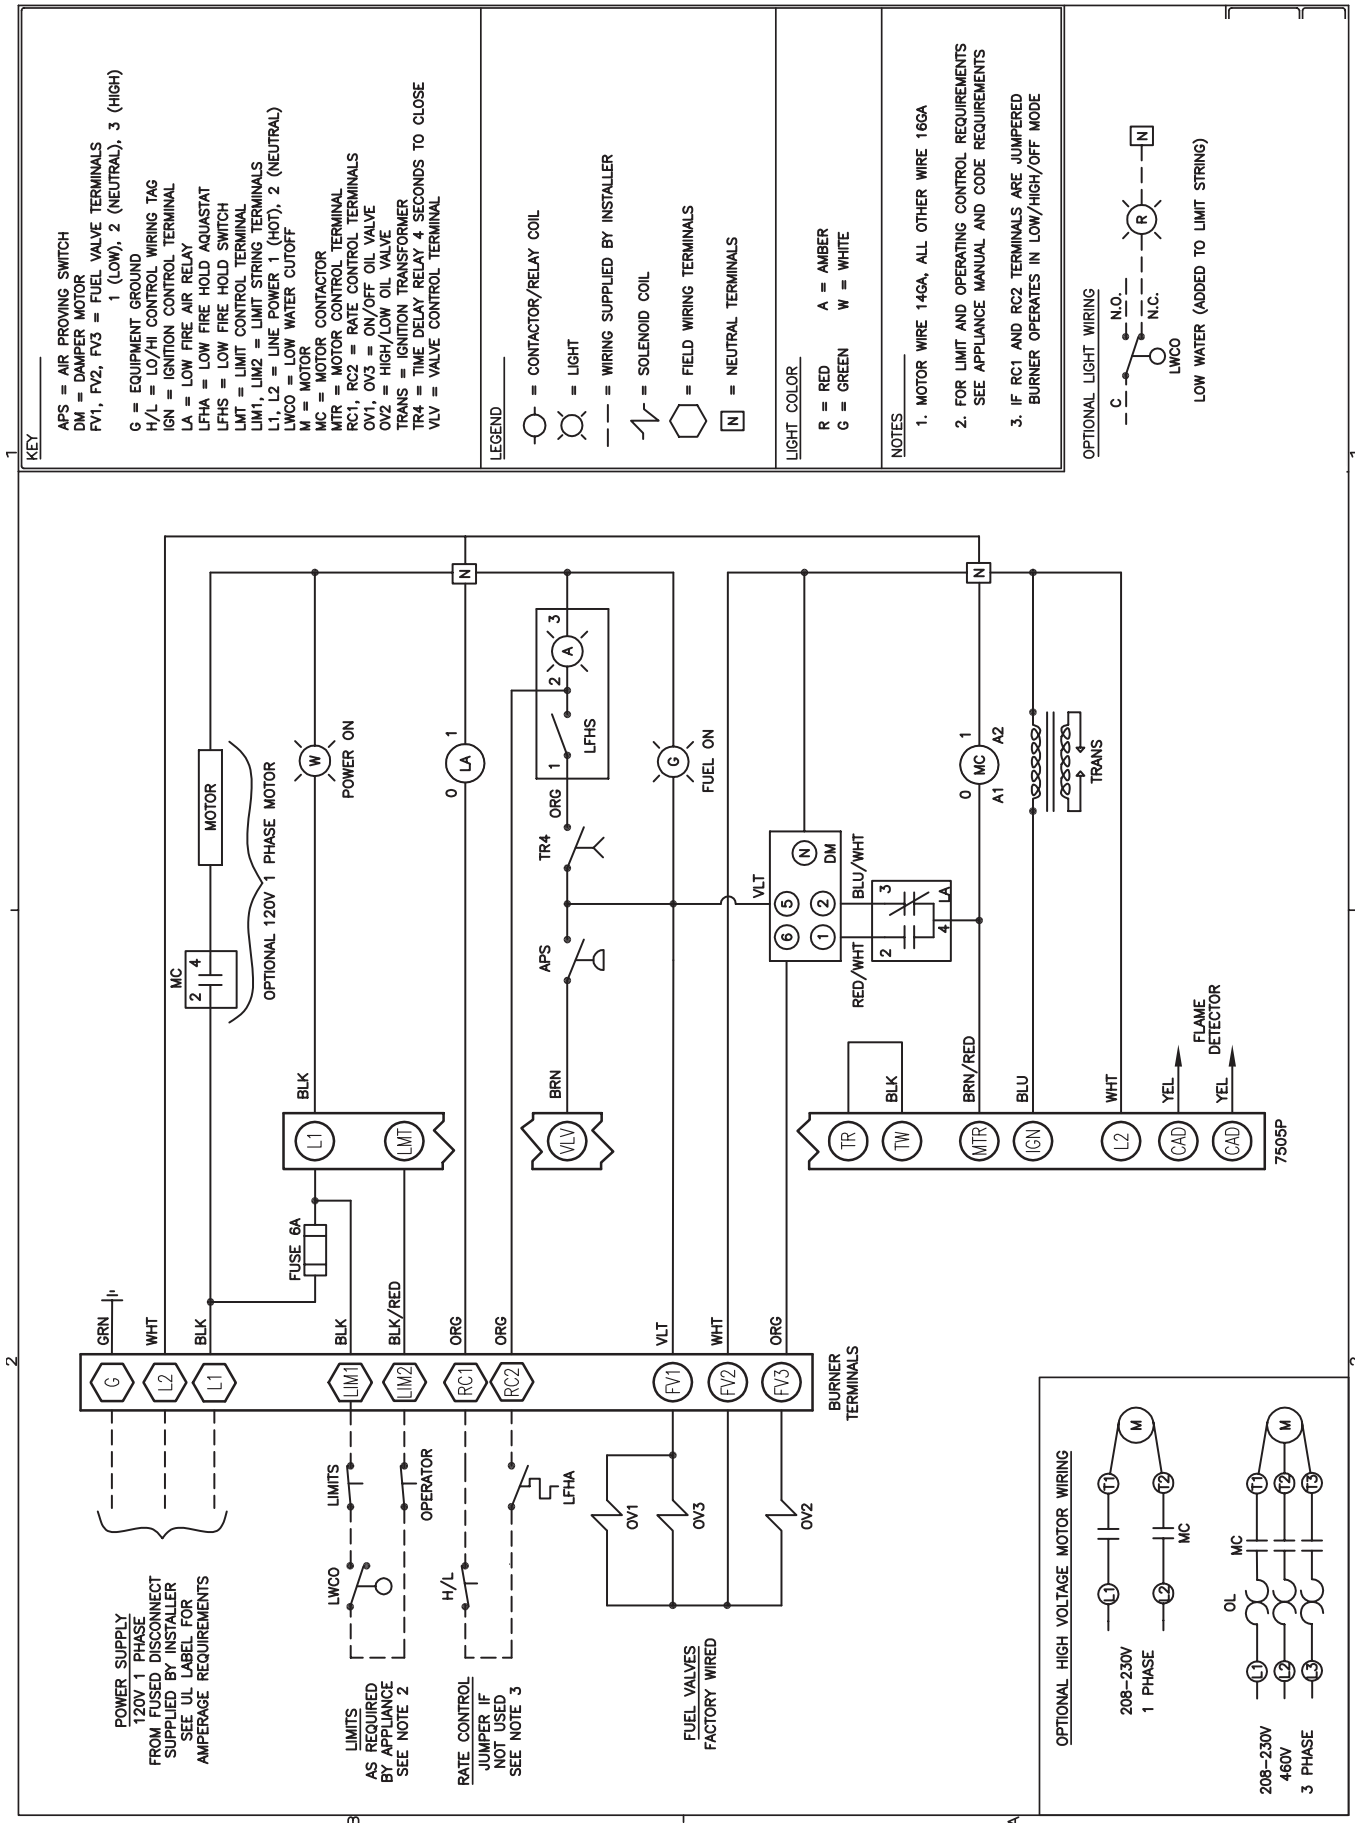 KEY
APS = AIR PROVING SWITCH
DM = DAMPER MOTOR
FV1, FV2, FV3 = FUEL VALVE TERMINALS
1 (LOW), 2 (NEUTRAL), 3 (HIGH)
G = EQUIPMENT GROUND
H/L = LO/HI CONTROL WIRING TAG
IGN = IGNITION CONTROL TERMINAL
LA = LOW FIRE AIR RELAY
LFHA = LOW FIRE HOLD AQUASTAT
LFHS = LOW FIRE HOLD SWITCH
LMT = LIMIT CONTROL TERMINAL
LIM1, LIM2 = LIMIT STRING TERMINALS
L1, L2 = LINE POWER 1 (HOT), 2 (NEUTRAL)
LWCO = LOW WATER CUTOFF
M = MOTOR
MC = MOTOR CONTACTOR
MTR = MOTOR CONTROL TERMINAL
RC1, RC2 = RATE CONTROL TERMINALS
OV1, OV3 = ON/OFF OIL VALVE
OV2 = HIGH/LOW OIL VALVE
TRANS = IGNITION TRANSFORMER
TR4 = TIME DELAY RELAY 4 SECONDS TO CLOSE
VLV = VALVE CONTROL TERMINAL
LEGEND
= CONTACTOR/RELAY COIL
= LIGHT
= WIRING SUPPLIED BY INSTALLER
= SOLENOID COIL
= FIELD WIRING TERMINALS
N = NEUTRAL TERMINALS
LIGHT COLOR
R = RED A = AMBER
G = GREEN W = WHITE
NOTES
1. MOTOR WIRE 14GA, ALL OTHER WIRE 16GA
2. FOR LIMIT AND OPERATING CONTROL REQUIREMENTS
SEE APPLIANCE MANUAL AND CODE REQUIREMENTS
3. IF RC1 AND RC2 TERMINALS ARE JUMPERED
BURNER OPERATES IN LOW/HIGH/OFF MODE
OPTIONAL LIGHT WIRING
C
N.O.
N.C.
LWCO
R
N
LOW WATER (ADDED TO LIMIT STRING)
POWER SUPPLY
120V 1 PHASE
FROM FUSED DISCONNECT
SUPPLIED BY INSTALLER
SEE UL LABEL FOR
AMPERAGE REQUIREMENTS
G
GRN
L2
WHT
L1
BLK
MC
2 4
MOTOR
OPTIONAL 120V 1 PHASE MOTOR
FUSE 6A
L1
BLK
W
POWER ON
LIMITS
AS REQUIRED
BY APPLIANCE
SEE NOTE 2
LWCO
LIMITS
OPERATOR
LIM1
BLK
LIM2
BLK/RED
LMT
RATE CONTROL
JUMPER IF
NOT USED
SEE NOTE 3
H/L
LFHA
RC1
ORG
0 LA 1
N
RC2
ORG
VLV
BRN
APS
TR4
ORG
1 LFHS 2 A 3
FUEL VALVES
FACTORY WIRED
OV1
OV3
OV2
FV1
VLT
G
FUEL ON
FV2
WHT
FV3
ORG
BURNER
TERMINALS
VLT
6 5 N
1 2 DM
RED/WHT
BLU/WHT
2 3
4 LA
TR
TW
BLK
MTR
BRN/RED
0 MC 1
A1 A2
N
IGN
BLU
TRANS
L2
WHT
CAD
YEL
CAD
YEL
FLAME
DETECTOR
7505P
OPTIONAL HIGH VOLTAGE MOTOR WIRING
208-230V
1 PHASE
L1 T1
L2 T2
MC
M
208-230V
460V
3 PHASE
OL
MC
L1 T1
L2 T2
L3 T3
M
1
2
B
A